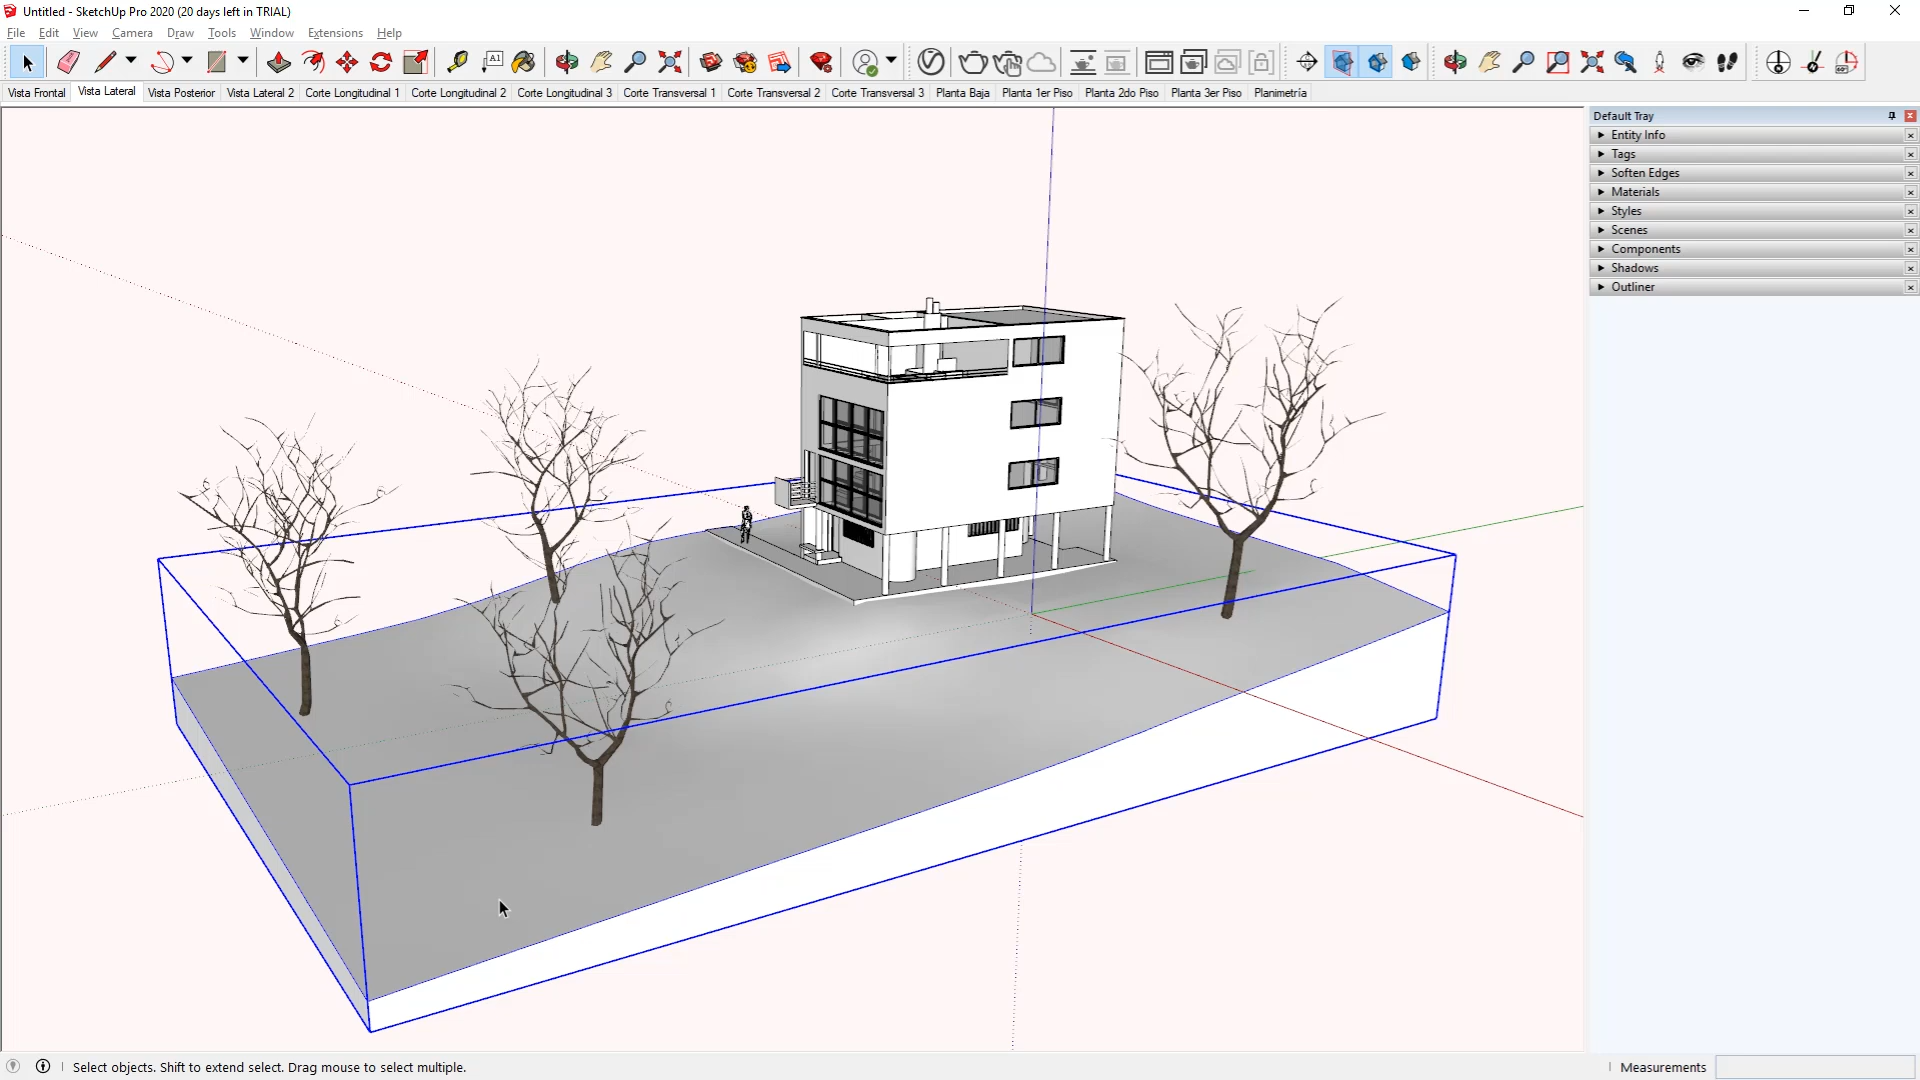 Untitled - SketchUp Pro 2020 (20 days left in TRIAL)
File Edit View Camera Draw Tools Window Extensions Help
A1
Vista Frontal Vista Lateral Vista Posterior Vista Lateral 2 Corte Longitudinal 1 Corte Longitudinal 2 Corte Longitudinal 3 Corte Transversal 1 Corte Transversal 2 Corte Transversal 3 Planta Baja Planta 1er Piso Planta 2do Piso Planta 3er Piso Planimetría
Default Tray
Entity Info
Tags
Soften Edges
Materials
Styles
Scenes
Components
Shadows
Outliner
Select objects. Shift to extend select. Drag mouse to select multiple.
Measurements